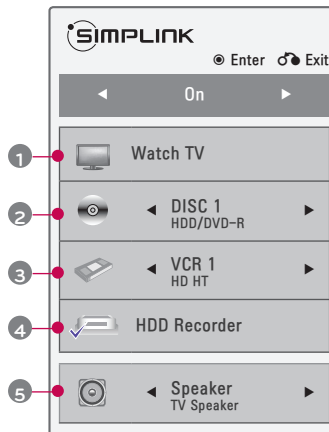 SIMPLINK
Enter Exit
On
1 Watch TV
2 DISC 1
HDD/DVD-R
3 VCR 1
HD HT
4 HDD Recorder
5 Speaker
TV Speaker